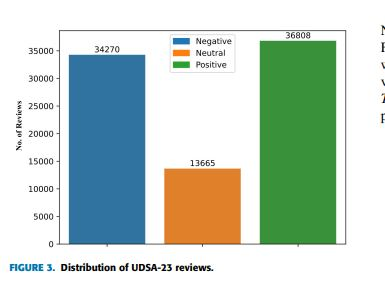 36808
34270
Negative
Neutral
Positive
35000
30000
25000
20000
15000
10000
5000
0
13665
No. of Reviews
FIGURE 3. Distribution of UDSA-23 reviews.